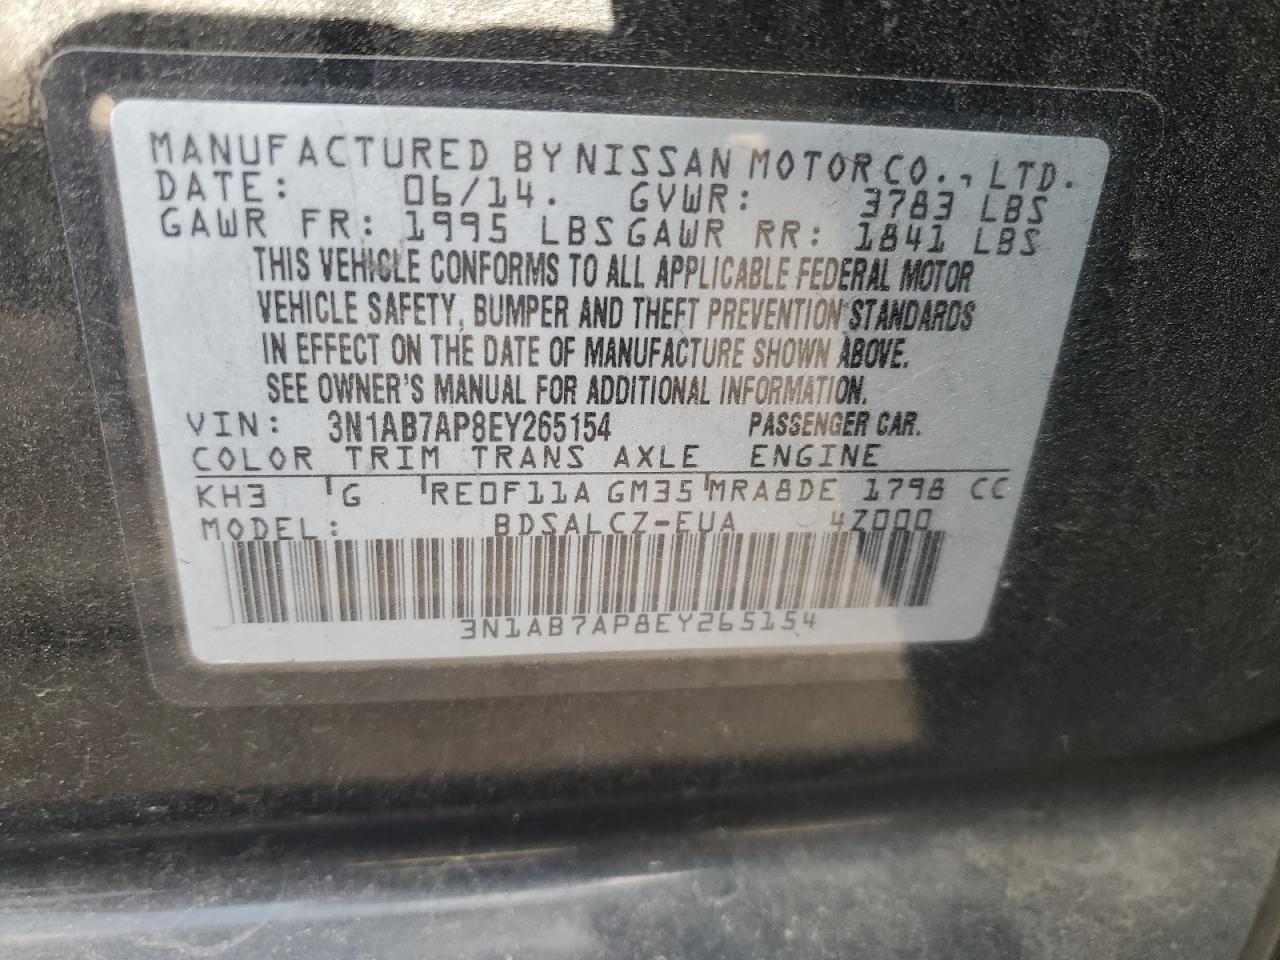 MANUFACTURED BY NISSAN MOTOR CO., LTD.
DATE: 06/14. GVWR: 3783 LBS
GAWR FR: 1995 LBS GAWR RR: 1841 LBS
THIS VEHICLE CONFORMS TO ALL APPLICABLE FEDERAL MOTOR
VEHICLE SAFETY, BUMPER AND THEFT PREVENTION STANDARDS
IN EFFECT ON THE DATE OF MANUFACTURE SHOWN ABOVE.
SEE OWNER'S MANUAL FOR ADDITIONAL INFORMATION.
VIN: 3N1AB7AP8EY265154 PASSENGER CAR.
COLOR TRIM TRANS AXLE ENGINE
KH3 'G 'RE0F11A GM35'MRA8DE 1798 CC
MODEL: BDSALCZ-EUA 4Z000
3N1AB7AP8EY265154